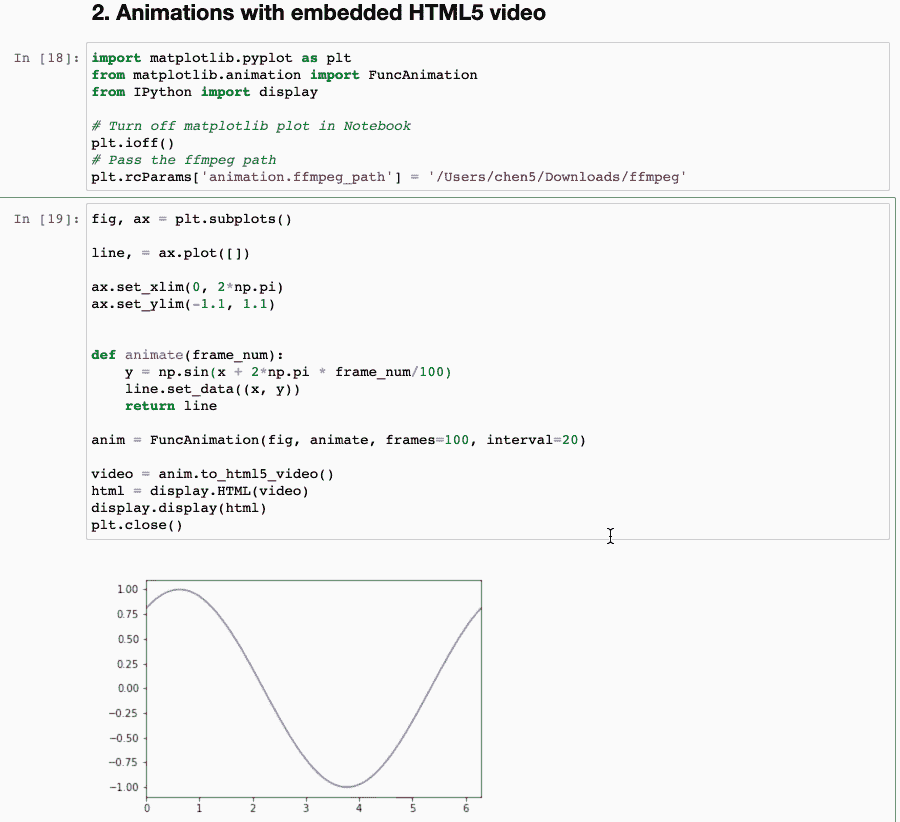 2. Animations with embedded HTML5 video
In [18]:
import matplotlib.pyplot as plt
from matplotlib.animation import FuncAnimation
from IPython import display
# Turn off matplotlib plot in Notebook
plt.ioff()
# Pass the ffmpeg path
plt.rcParams['animation.ffmpeg_path'] = '/Users/chen5/Downloads/ffmpeg'
In [19]:
fig, ax = plt.subplots()
line, = ax.plot([])
ax.set_xlim(0, 2*np.pi)
ax.set_ylim(-1.1, 1.1)
def animate(frame_num):
    y = np.sin(x + 2*np.pi * frame_num/100)
    line.set_data((x, y))
    return line
anim = FuncAnimation(fig, animate, frames=100, interval=20)
video = anim.to_html5_video()
html = display.HTML(video)
display.display(html)
plt.close()
1.00
0.75
0.50
0.25
0.00
−0.25
−0.50
−0.75
−1.00
0 1 2 3 4 5 6